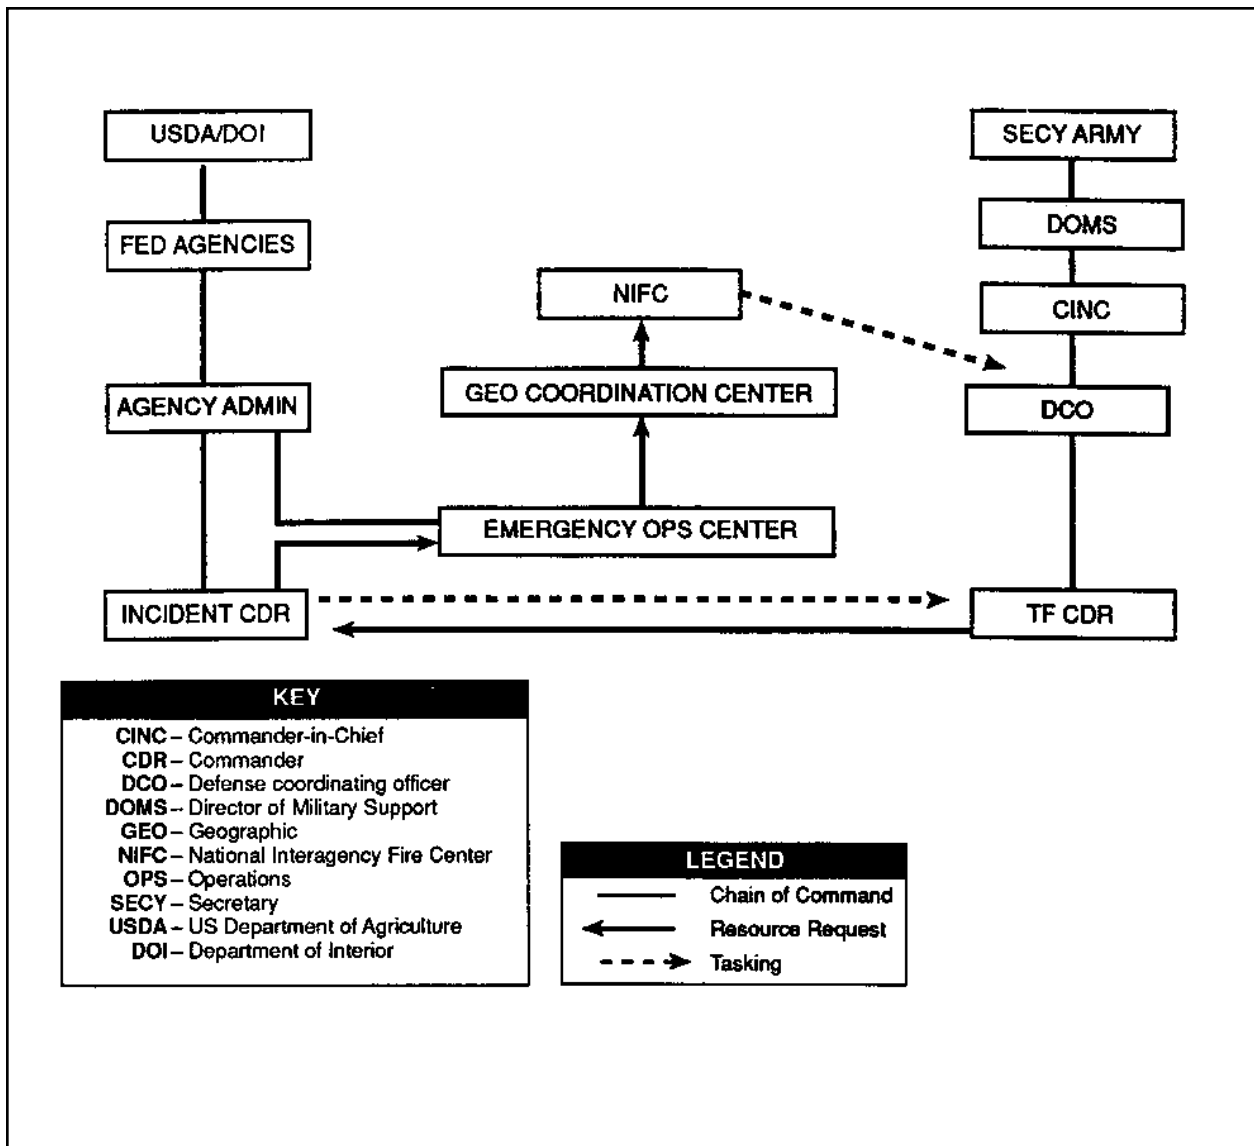 USDA/DOI
SECY ARMY
FED AGENCIES
DOMS
NIFC
CINC
AGENCY ADMIN
GEO COORDINATION CENTER
DCO
EMERGENCY OPS CENTER
INCIDENT CDR
TF CDR
KEY
CINC – Commander-in-Chief
CDR – Commander
DCO – Defense coordinating officer
DOMS – Director of Military Support
GEO – Geographic
NIFC – National Interagency Fire Center
OPS – Operations
SECY – Secretary
USDA – US Department of Agriculture
DOI – Department of Interior
LEGEND
Chain of Command
Resource Request
Tasking